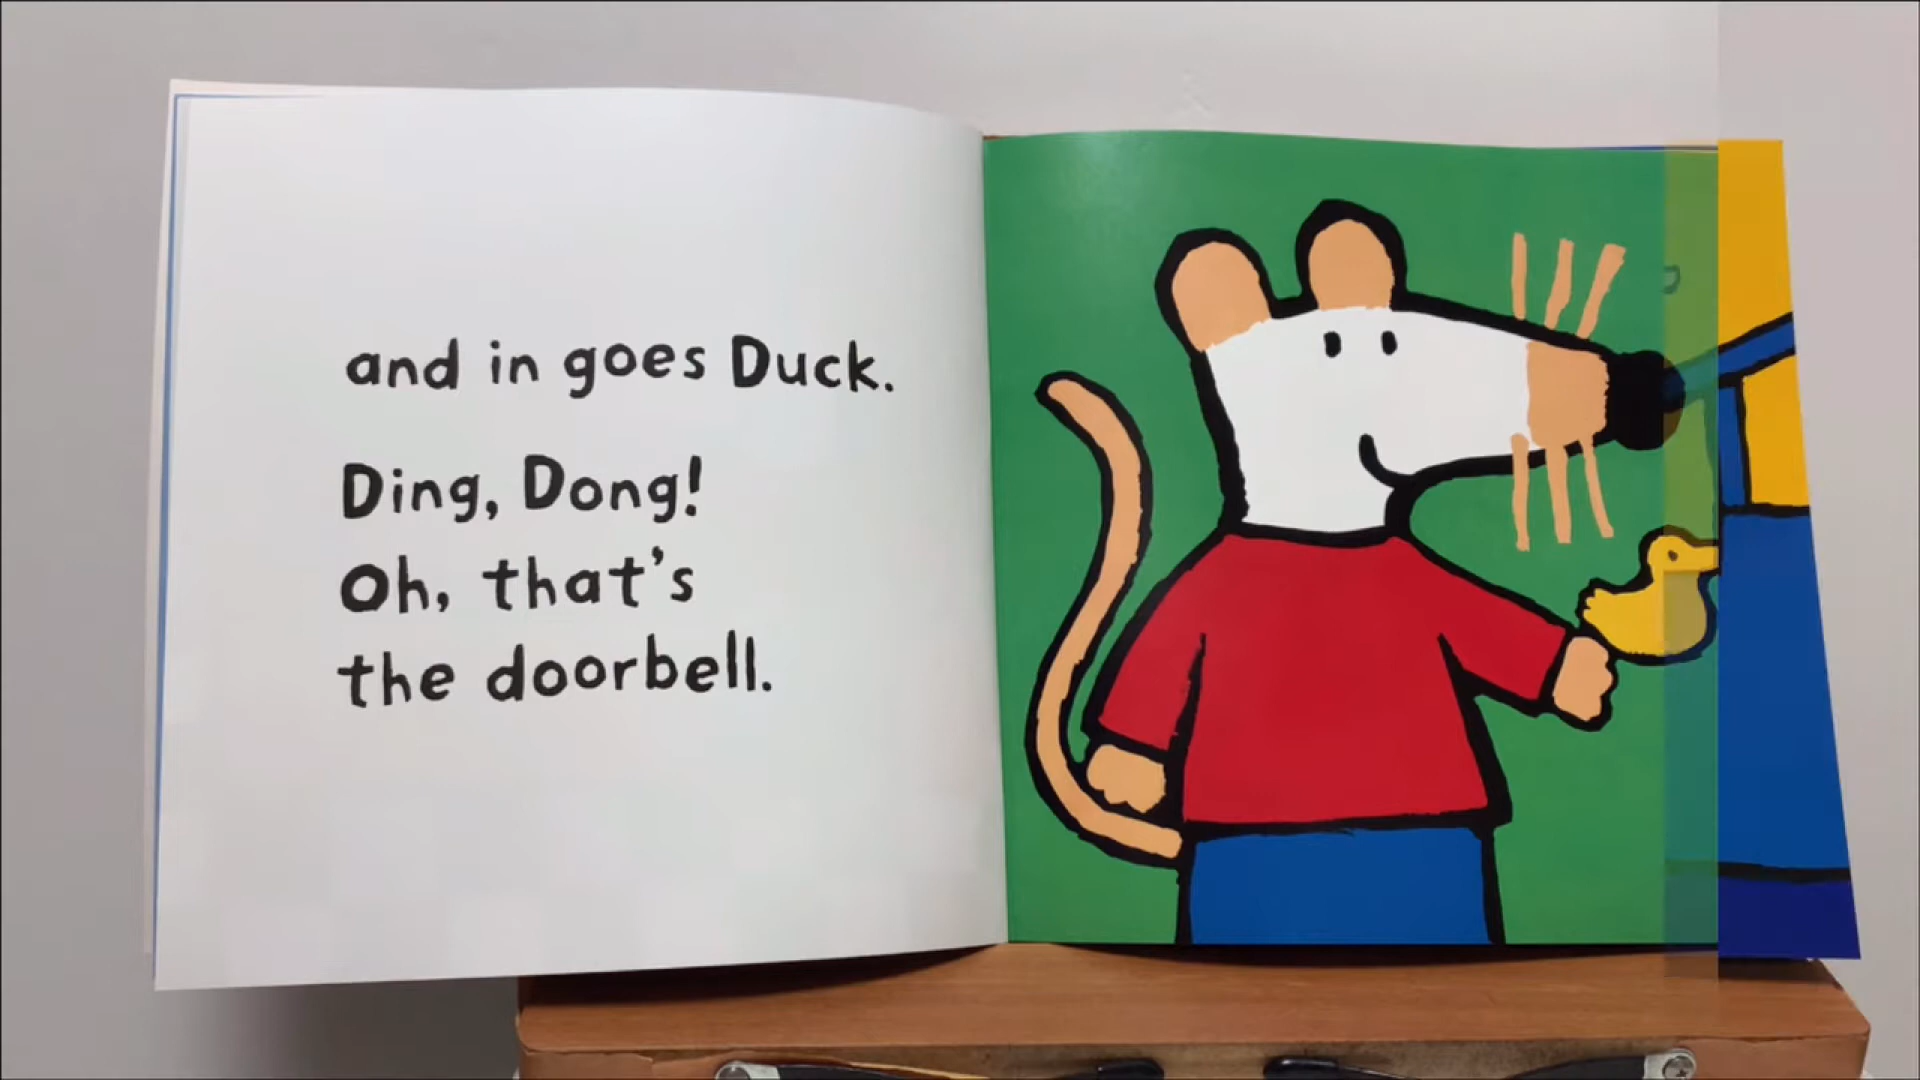 and in goes Duck.
Ding, Dong!
Oh, that's
the doorbell.